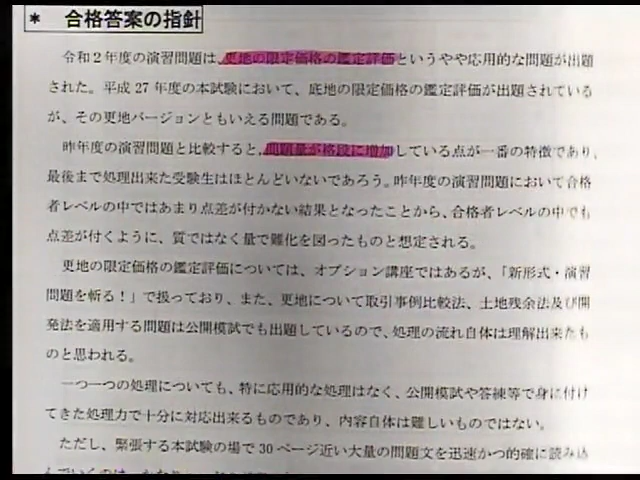 * 合格答案の指針
令和2年度の演習問題は、更地の限定価格の鑑定評価というやや応用的な問題が出題
された。平成 27 年度の本試験において、底地の限定価格の鑑定評価が出題されている
が、その更地バージョンともいえる問題である。
昨年度の演習問題と比較すると、問題量が格段に増加している点が一番の特徴であり、
最後まで処理出来た受験生はほとんどいないであろう。昨年度の演習問題において合格
者レベルの中ではあまり点差が付かない結果となったことから、合格者レベルの中でも
点差が付くように、質ではなく量で難化を図ったものと想定される。
更地の限定価格の鑑定評価については、オプション講座ではあるが、「新形式・演習
問題を斬る！」で扱っており、また、更地について取引事例比較法、土地残余法及び開
発法を適用する問題は公開模試でも出題しているので、処理の流れ自体は理解出来たも
のと思われる。
一つ一つの処理についても、特に応用的な処理はなく、公開模試や答練等で身に付け
てきた処理力で十分に対応出来るものであり、内容自体は難しいものではない。
ただし、緊張する本試験の場で 30 ページ近い大量の問題文を迅速かつ的確に読み込